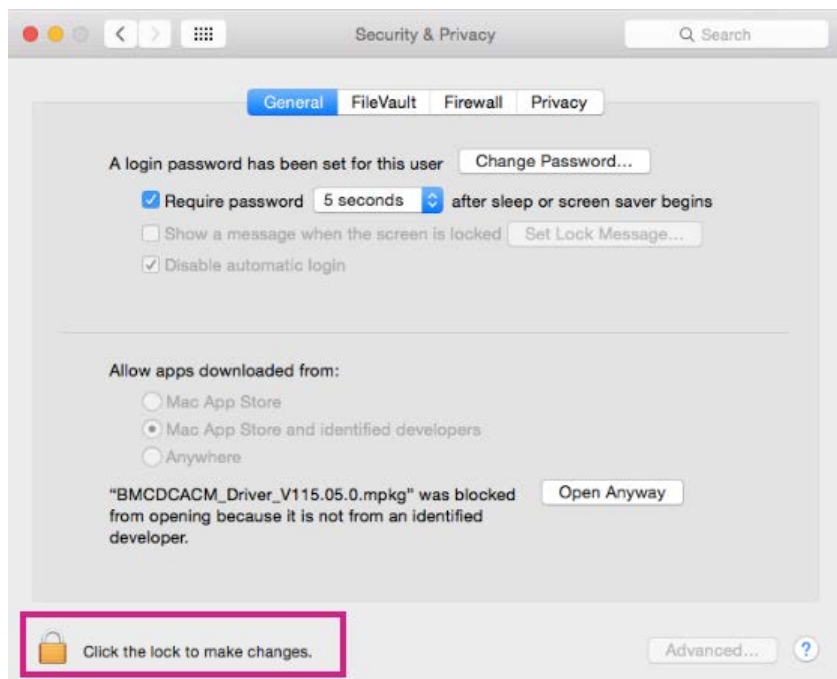 Security & Privacy
Search
General FileVault Firewall Privacy
A login password has been set for this user Change Password...
Require password 5 seconds after sleep or screen saver begins
Show a message when the screen is locked Set Lock Message...
Disable automatic login
Allow apps downloaded from:
Mac App Store
Mac App Store and identified developers
Anywhere
"BMCDCACM_Driver_V115.05.0.mpkg" was blocked Open Anyway
from opening because it is not from an identified
developer.
Click the lock to make changes.
Advanced... ?